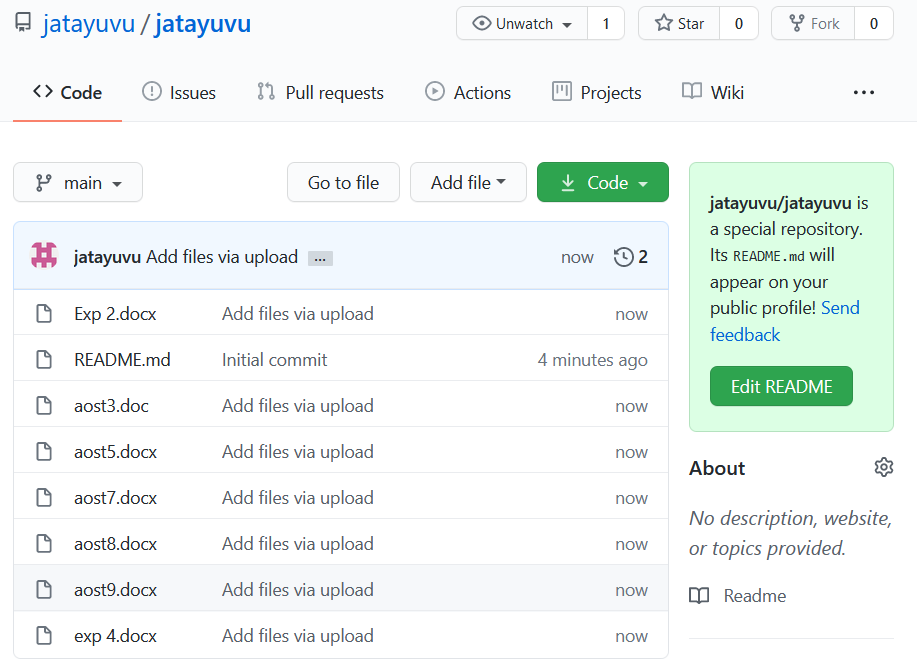 jatayuvu / jatayuvu
Unwatch 1
Star 0
Fork 0
Code
Issues
Pull requests
Actions
Projects
Wiki
...
main
Go to file
Add file
Code
jatayuvu Add files via upload ... now 2
Exp 2.docx Add files via upload now
README.md Initial commit 4 minutes ago
aost3.doc Add files via upload now
aost5.docx Add files via upload now
aost7.docx Add files via upload now
aost8.docx Add files via upload now
aost9.docx Add files via upload now
exp 4.docx Add files via upload now
jatayuvu/jatayuvu is
a special repository.
Its README.md will
appear on your
public profile! Send
feedback
Edit README
About
No description, website,
or topics provided.
Readme